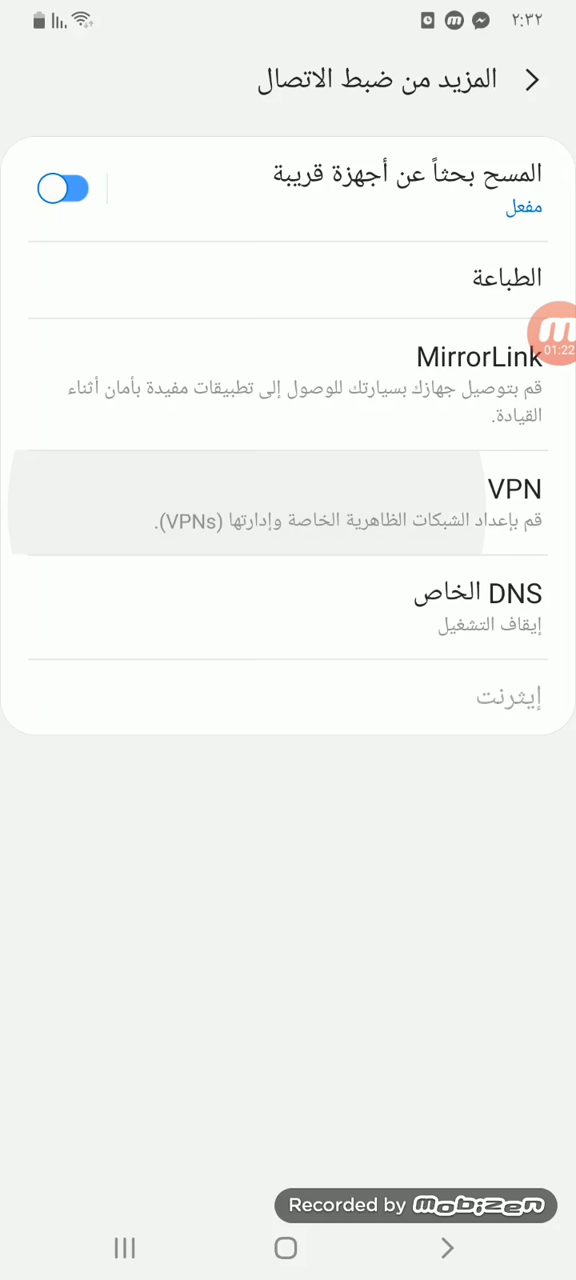 ٢:٣٢
المزيد من ضبط الاتصال
المسح بحثاً عن أجهزة قريبة
مفعل
الطباعة
01:22
MirrorLink
قم بتوصيل جهازك بسيارتك للوصول إلى تطبيقات مفيدة بأمان أثناء
القيادة.
VPN
قم بإعداد الشبكات الظاهرية الخاصة وإدارتها (VPNs).
DNS الخاص
إيقاف التشغيل
إيثرنت
Recorded by mobizen